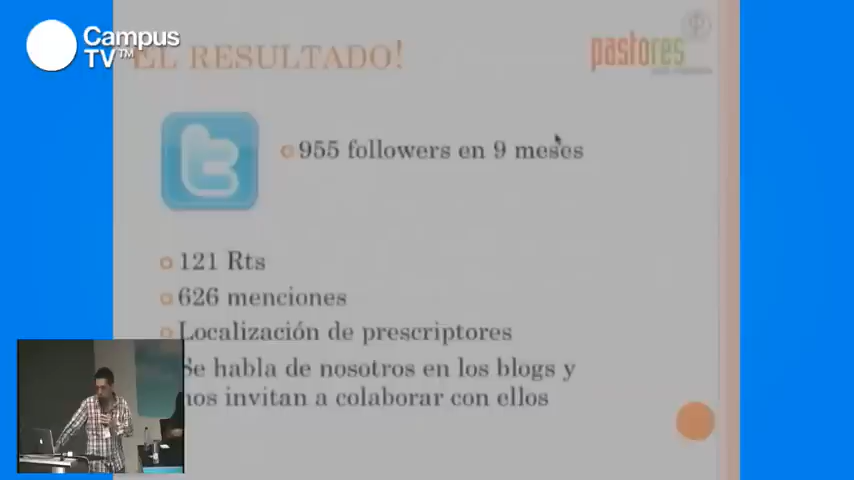 Campus
TV™
EL RESULTADO!
pastores
955 followers en 9 meses
121 Rts
626 menciones
Localización de prescriptores
Se habla de nosotros en los blogs y
nos invitan a colaborar con ellos